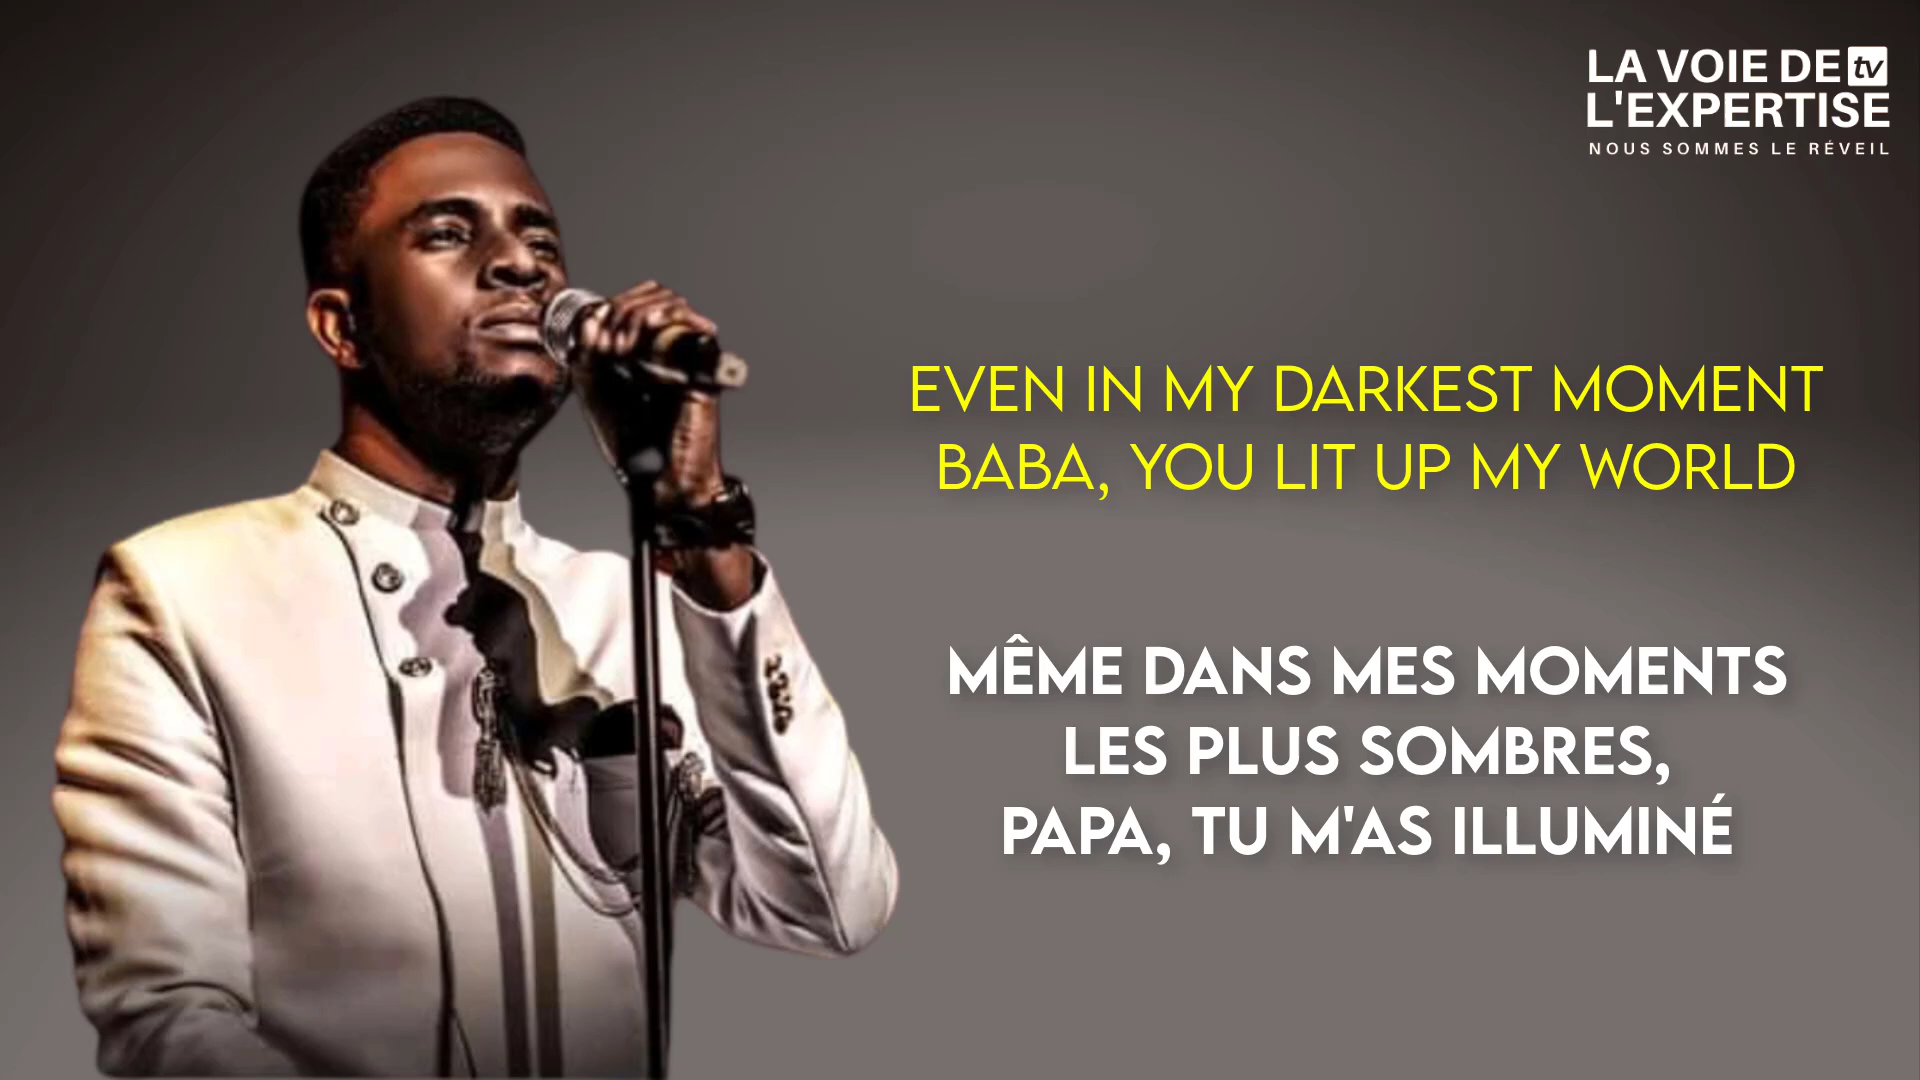 LA VOIE DE tv
L'EXPERTISE
NOUS SOMMES LE RÉVEIL
EVEN IN MY DARKEST MOMENT
BABA, YOU LIT UP MY WORLD
MÊME DANS MES MOMENTS
LES PLUS SOMBRES,
PAPA, TU M'AS ILLUMINÉ